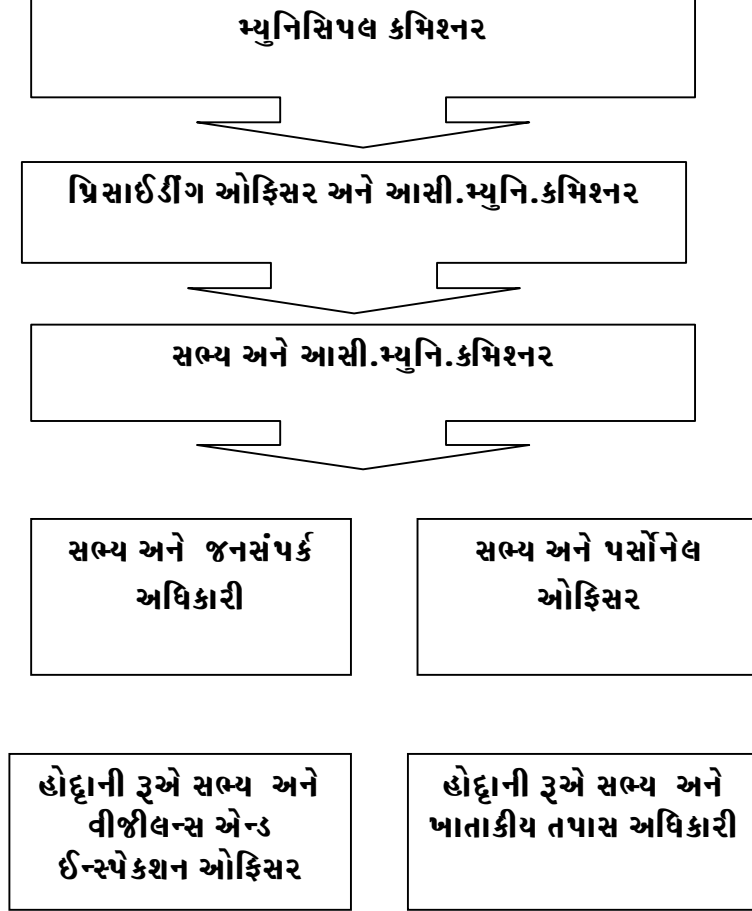 મ્યુનિસિપલ કમિશ્નર
પ્રિસાઈડીંગ ઓફિસર અને આસી.મ્યુનિ.કમિશ્નર
સભ્ય અને આસી.મ્યુનિ.કમિશ્નર
સભ્ય અને જનસંપર્ક
અધિકારી
સભ્ય અને પર્સોનેલ
ઓફિસર
હોદ્દાની રૂએ સભ્ય અને
વીજીલન્સ એન્ડ
ઈન્સ્પેકશન ઓફિસર
હોદ્દાની રૂએ સભ્ય અને
ખાતાકીય તપાસ અધિકારી